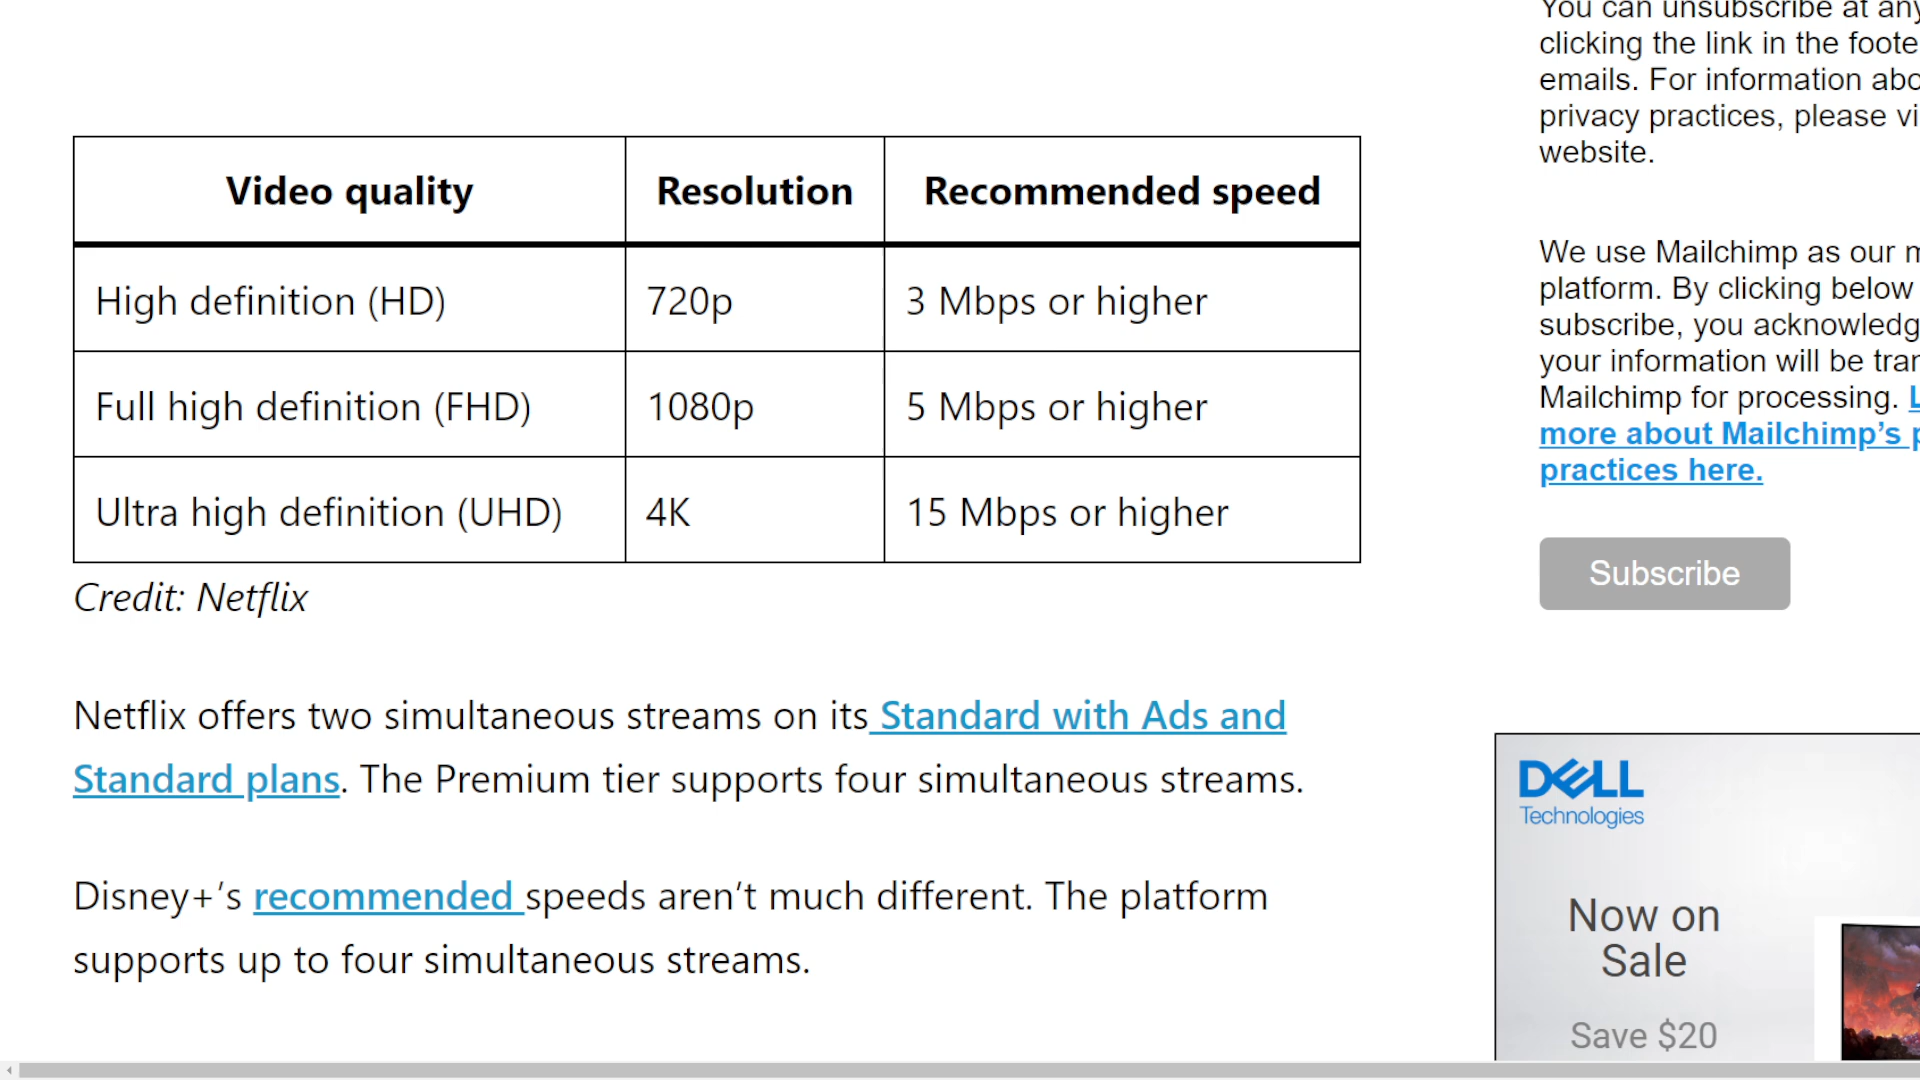 Video quality Resolution Recommended speed
High definition (HD) 720p 3 Mbps or higher
Full high definition (FHD) 1080p 5 Mbps or higher
Ultra high definition (UHD) 4K 15 Mbps or higher
Credit: Netflix
Netflix offers two simultaneous streams on its Standard with Ads and
Standard plans. The Premium tier supports four simultaneous streams.
Disney+’s recommended speeds aren’t much different. The platform
supports up to four simultaneous streams.
You can unsubscribe at any
clicking the link in the foote
emails. For information abo
privacy practices, please vi
website.
We use Mailchimp as our m
platform. By clicking below
subscribe, you acknowledg
your information will be tran
Mailchimp for processing. L
more about Mailchimp’s p
practices here.
Subscribe
DELL
Technologies
Now on
Sale
Save $20